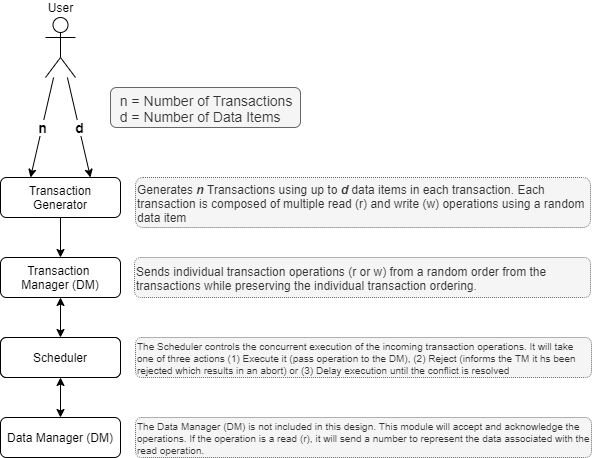 User
n = Number of Transactions
d = Number of Data Items
n d
Transaction
Generator
Generates n Transactions using up to d data items in each transaction. Each
transaction is composed of multiple read (r) and write (w) operations using a random
data item
Transaction
Manager (DM)
Sends individual transaction operations (r or w) from a random order from the
transactions while preserving the individual transaction ordering.
Scheduler
The Scheduler controls the concurrent execution of the incoming transaction operations. It will take
one of three actions (1) Execute it (pass operation to the DM), (2) Reject (informs the TM it hs been
rejected which results in an abort) or (3) Delay execution until the conflict is resolved
Data Manager (DM)
The Data Manager (DM) is not included in this design. This module will accept and acknowledge the
operations. If the operation is a read (r), it will send a number to represent the data associated with the
read operation.